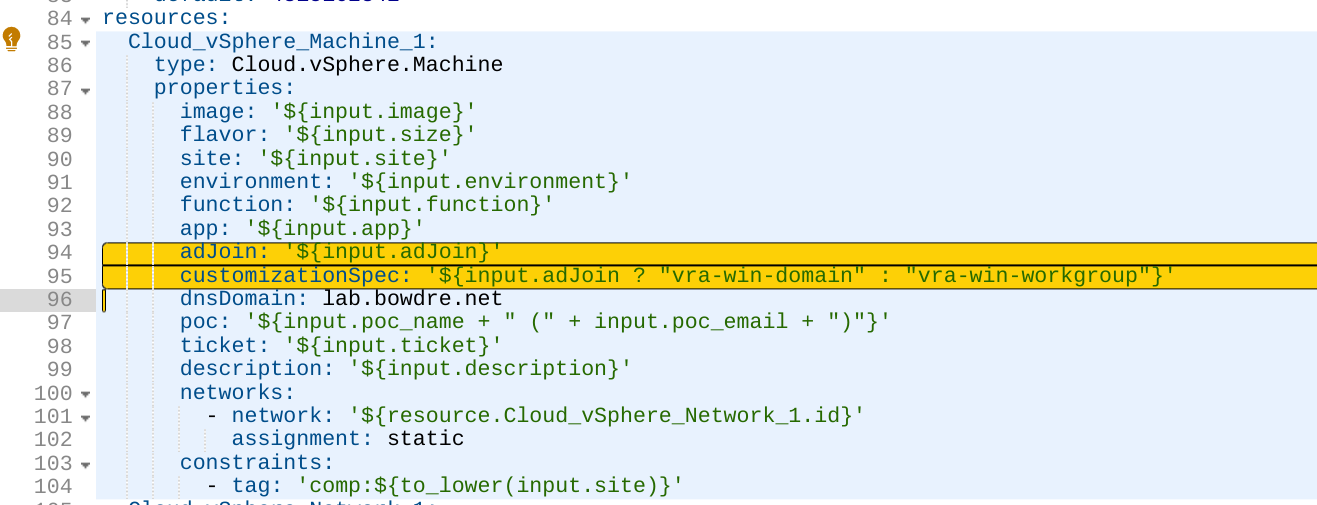 84 resources:
85   Cloud_vSphere_Machine_1:
86     type: Cloud.vSphere.Machine
87     properties:
88       image: '${input.image}'
89       flavor: '${input.size}'
90       site: '${input.site}'
91       environment: '${input.environment}'
92       function: '${input.function}'
93       app: '${input.app}'
94       adJoin: '${input.adJoin}'
95       customizationSpec: '${input.adJoin ? "vra-win-domain" : "vra-win-workgroup"}'
96       dnsDomain: lab.bowdre.net
97       poc: '${input.poc_name + " (" + input.poc_email + ")"}'
98       ticket: '${input.ticket}'
99       description: '${input.description}'
100       networks:
101         - network: '${resource.Cloud_vSphere_Network_1.id}'
102           assignment: static
103       constraints:
104         - tag: 'comp:${to_lower(input.site)}'